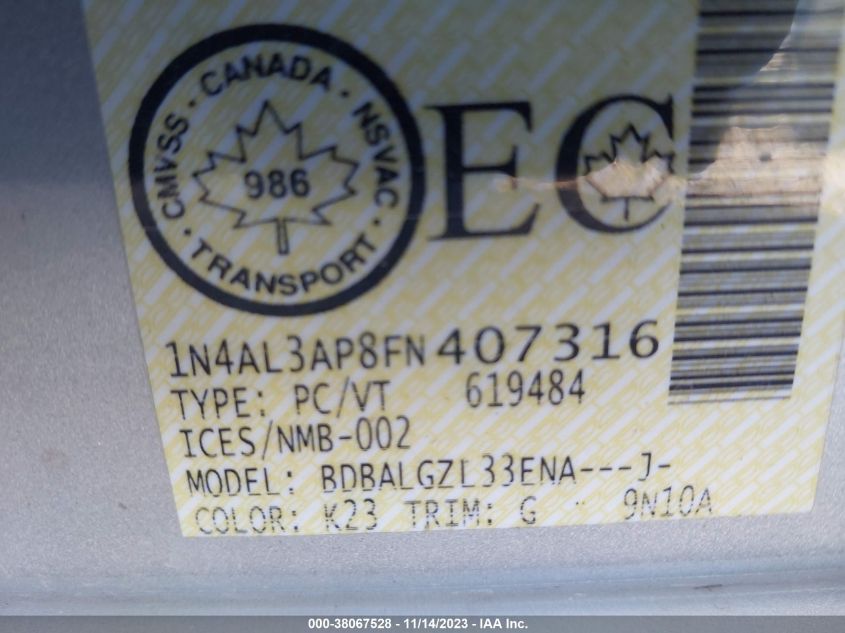 CMVSS · CANADA · NSVAC · TRANSPORT ·
986
EC
1N4AL3AP8FN407316
TYPE: PC/VT 619484
ICES/NMB-002
MODEL: BDBALGZL33ENA---J-
COLOR: K23 TRIM: G 9N10A
000-38067528 - 11/14/2023 - IAA Inc.